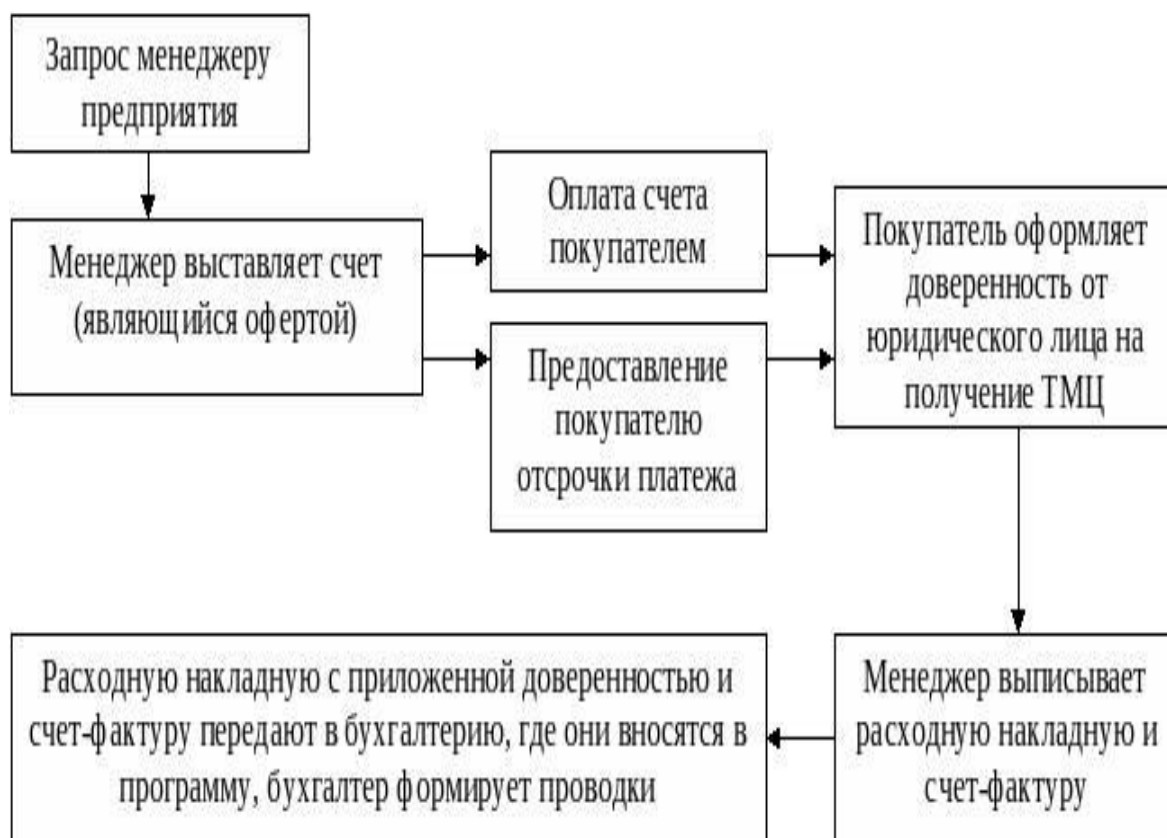 Запрос менеджеру
предприятия
Менеджер выставляет счет
(являющийся офертой)
Оплата счета
покупателем
Предоставление
покупателю
отсрочки платежа
Покупатель оформляет
доверенность от
юридического лица на
получение ТМЦ
Менеджер выписывает
расходную накладную и
счет-фактуру
Расходную накладную с приложенной доверенностью и
счет-фактуру передают в бухгалтерию, где они вносятся в
программу, бухгалтер формирует проводки